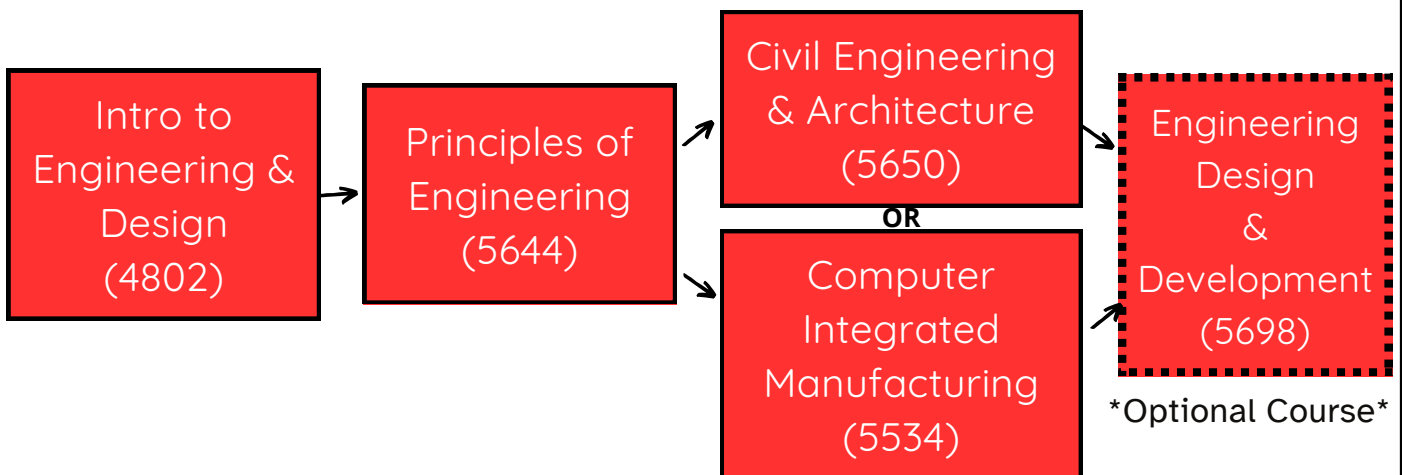 Intro to
Engineering &
Design
(4802)
Principles of
Engineering
(5644)
Civil Engineering
& Architecture
(5650)
OR
Computer
Integrated
Manufacturing
(5534)
Engineering
Design
&
Development
(5698)
*Optional Course*